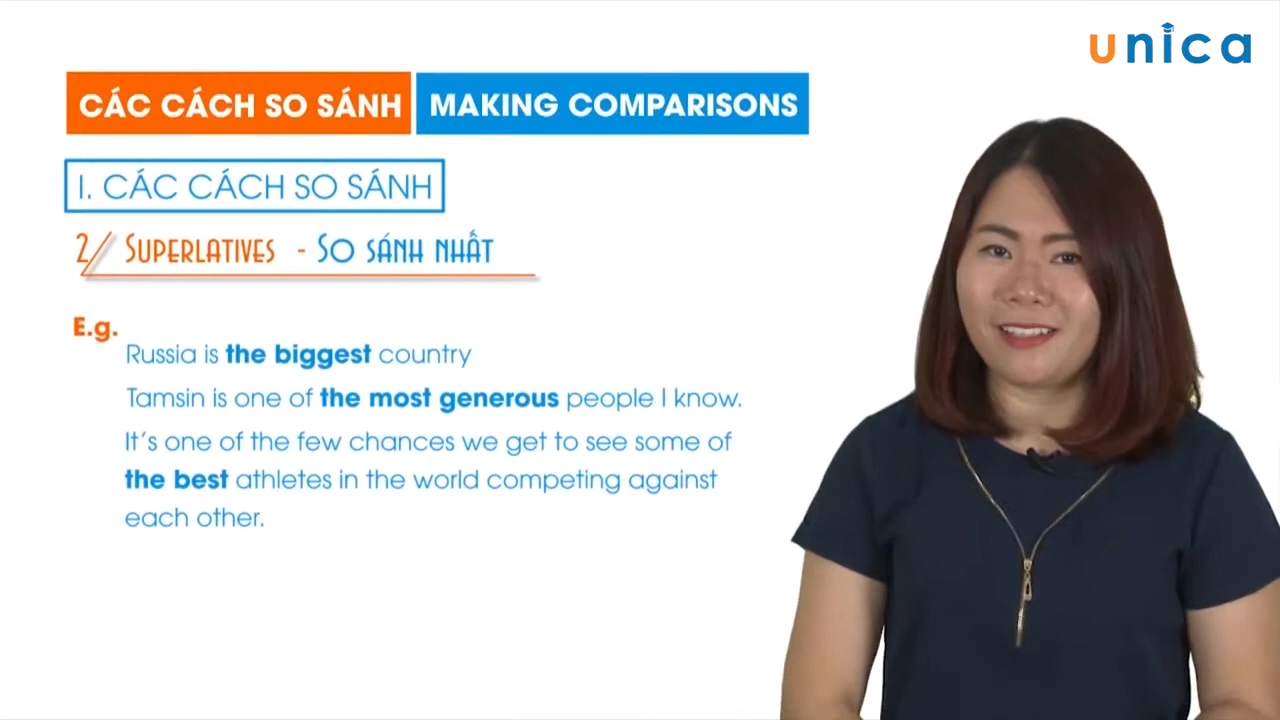 unica
CÁC CÁCH SO SÁNH MAKING COMPARISONS
I. CÁC CÁCH SO SÁNH
2/ SUPERLATIVES - SO SÁNH NHẤT
E.g.
Russia is the biggest country
Tamsin is one of the most generous people I know.
It's one of the few chances we get to see some of
the best athletes in the world competing against
each other.